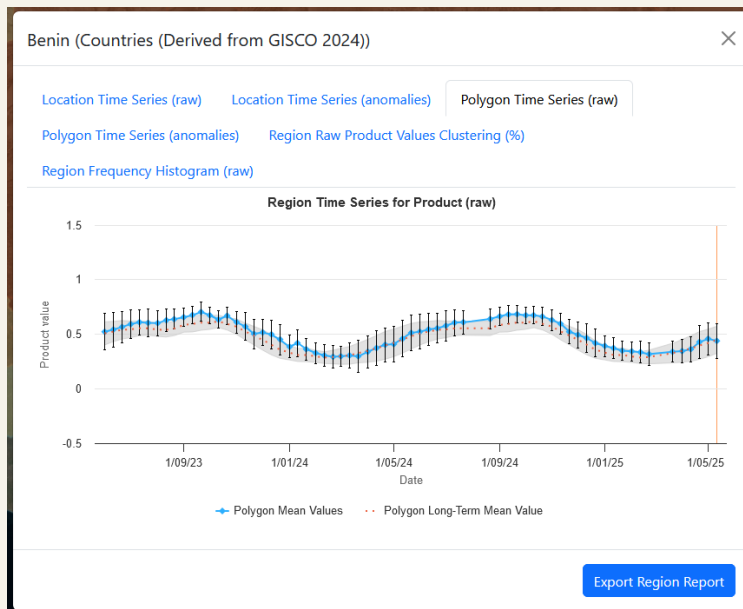 Benin (Countries (Derived from GISCO 2024))
Location Time Series (raw)
Location Time Series (anomalies)
Polygon Time Series (raw)
Polygon Time Series (anomalies)
Region Raw Product Values Clustering (%)
Region Frequency Histogram (raw)
Region Time Series for Product (raw)
1.5
1
0.5
0
-0.5
Product value
1/09/23
1/01/24
1/05/24
1/09/24
1/01/25
1/05/25
Date
Polygon Mean Values
Polygon Long-Term Mean Value
Export Region Report